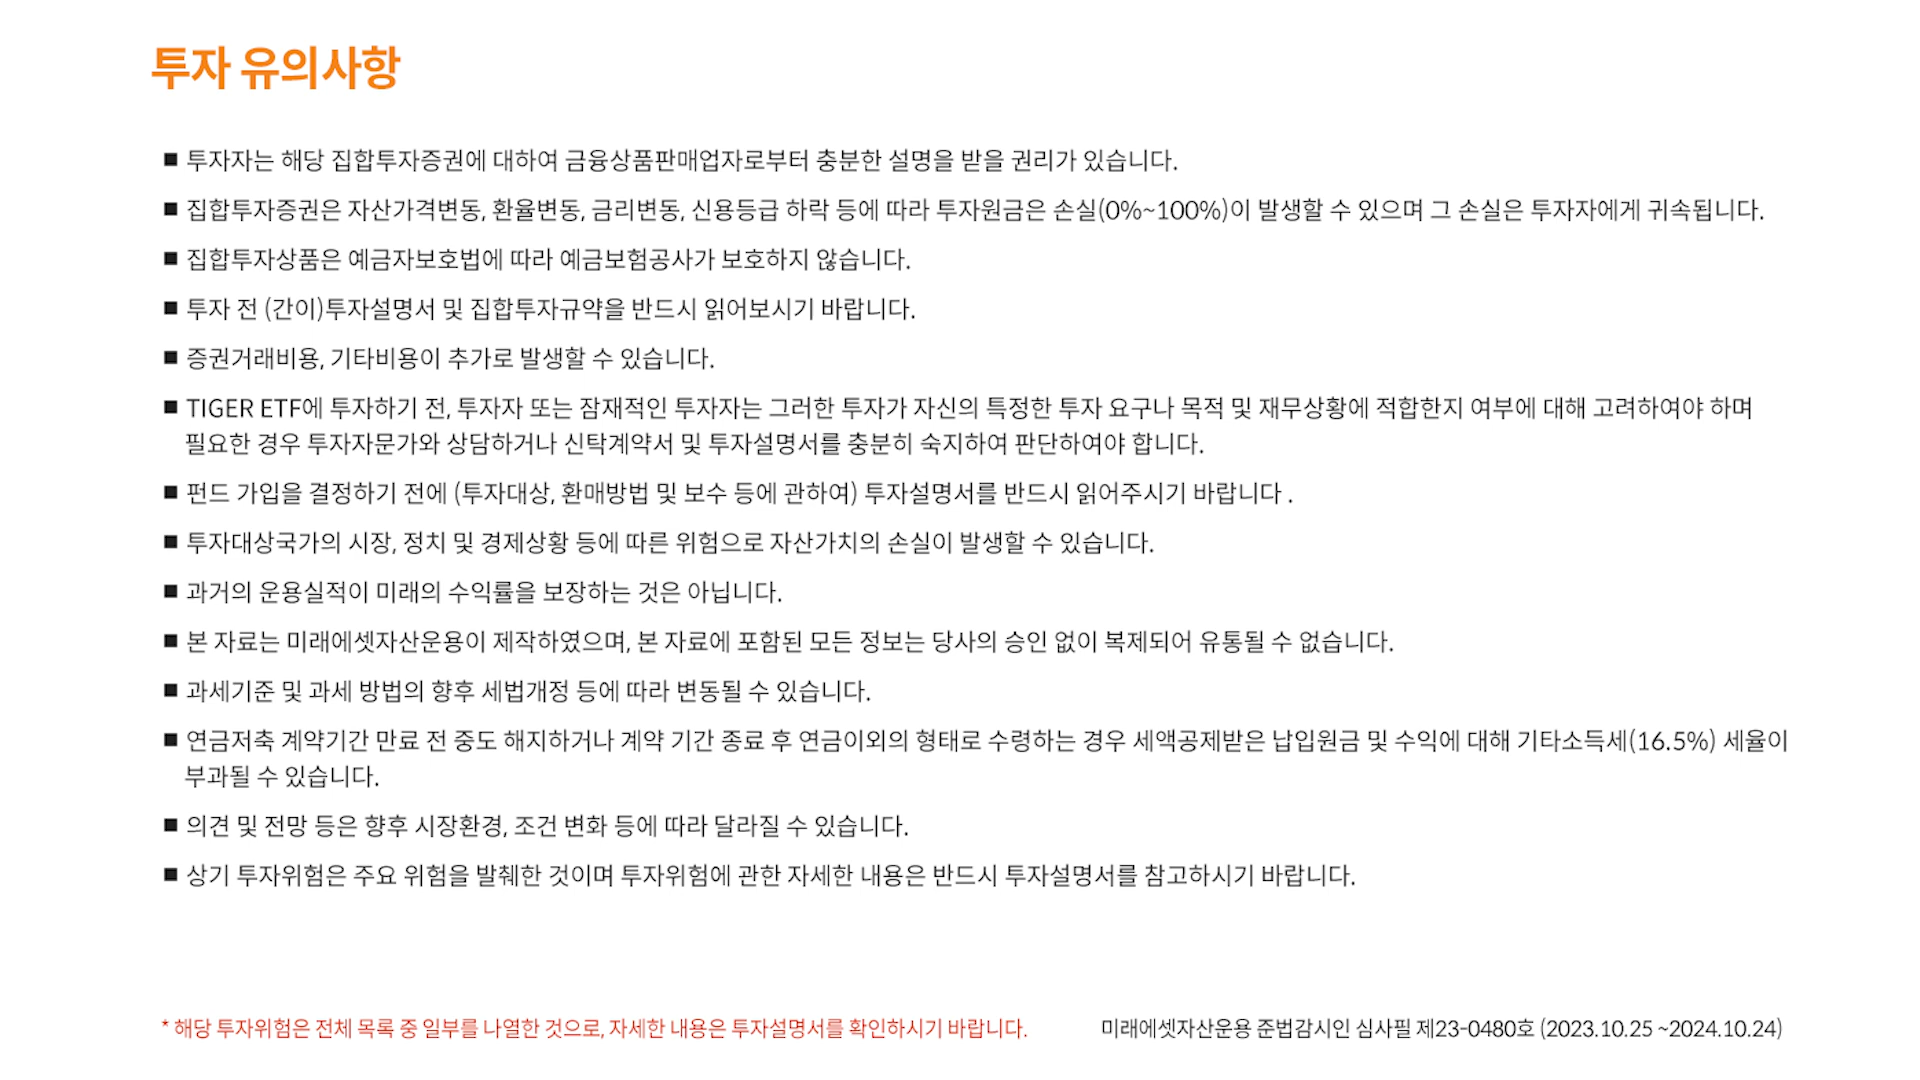 투자 유의사항
■ 투자자는 해당 집합투자증권에 대하여 금융상품판매업자로부터 충분한 설명을 받을 권리가 있습니다.
■ 집합투자증권은 자산가격변동, 환율변동, 금리변동, 신용등급 하락 등에 따라 투자원금은 손실(0%~100%)이 발생할 수 있으며 그 손실은 투자자에게 귀속됩니다.
■ 집합투자상품은 예금자보호법에 따라 예금보험공사가 보호하지 않습니다.
■ 투자 전 (간이)투자설명서 및 집합투자규약을 반드시 읽어보시기 바랍니다.
■ 증권거래비용, 기타비용이 추가로 발생할 수 있습니다.
■ TIGER ETF에 투자하기 전, 투자자 또는 잠재적인 투자자는 그러한 투자가 자신의 특정한 투자 요구나 목적 및 재무상황에 적합한지 여부에 대해 고려하여야 하며
필요한 경우 투자자문가와 상담하거나 신탁계약서 및 투자설명서를 충분히 숙지하여 판단하여야 합니다.
■ 펀드 가입을 결정하기 전에 (투자대상, 환매방법 및 보수 등에 관하여) 투자설명서를 반드시 읽어주시기 바랍니다 .
■ 투자대상국가의 시장, 정치 및 경제상황 등에 따른 위험으로 자산가치의 손실이 발생할 수 있습니다.
■ 과거의 운용실적이 미래의 수익률을 보장하는 것은 아닙니다.
■ 본 자료는 미래에셋자산운용이 제작하였으며, 본 자료에 포함된 모든 정보는 당사의 승인 없이 복제되어 유통될 수 없습니다.
■ 과세기준 및 과세 방법의 향후 세법개정 등에 따라 변동될 수 있습니다.
■ 연금저축 계약기간 만료 전 중도 해지하거나 계약 기간 종료 후 연금이외의 형태로 수령하는 경우 세액공제받은 납입원금 및 수익에 대해 기타소득세(16.5%) 세율이
부과될 수 있습니다.
■ 의견 및 전망 등은 향후 시장환경, 조건 변화 등에 따라 달라질 수 있습니다.
■ 상기 투자위험은 주요 위험을 발췌한 것이며 투자위험에 관한 자세한 내용은 반드시 투자설명서를 참고하시기 바랍니다.
* 해당 투자위험은 전체 목록 중 일부를 나열한 것으로, 자세한 내용은 투자설명서를 확인하시기 바랍니다.
미래에셋자산운용 준법감시인 심사필 제23-0480호 (2023.10.25 ~2024.10.24)